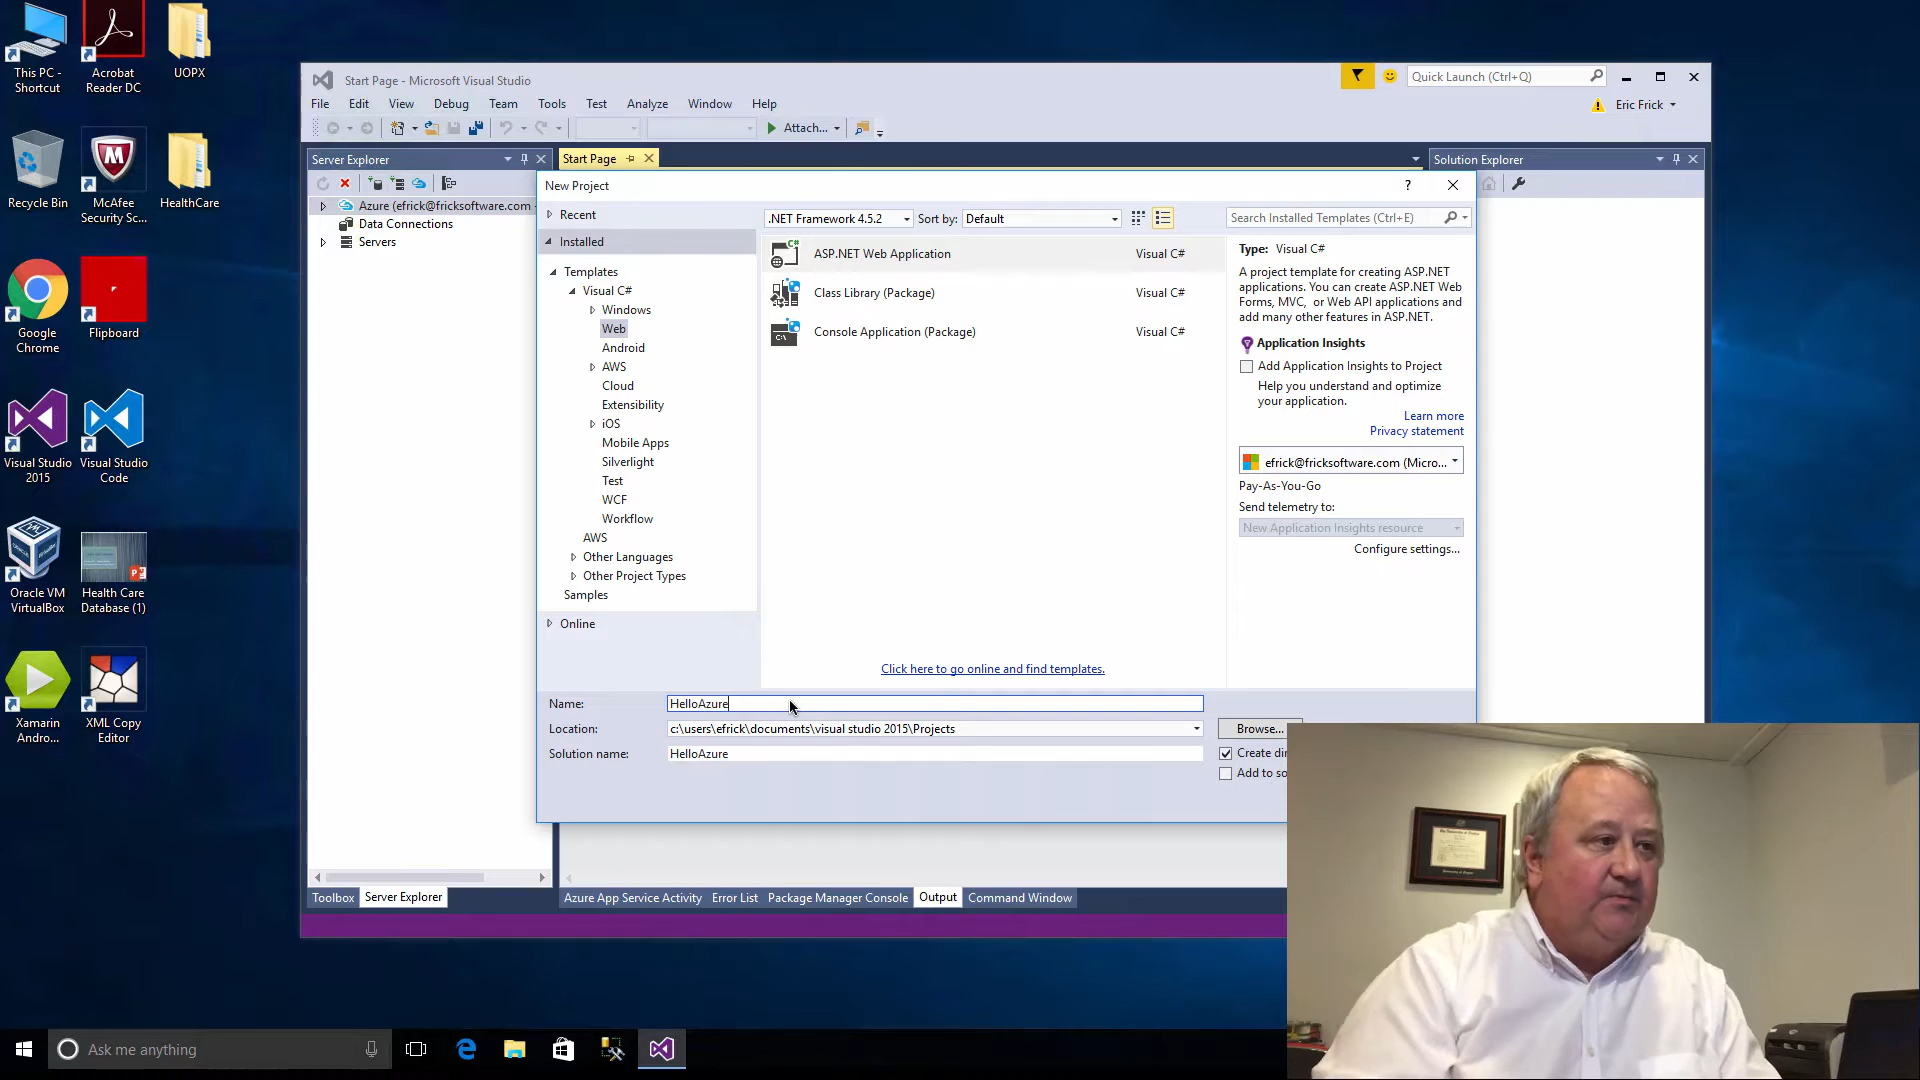 This PC -
Shortcut
Acrobat
Reader DC
UOPX
Recycle Bin
McAfee
Security Sc...
HealthCare
Google
Chrome
Flipboard
Visual Studio
2015
Visual Studio
Code
Oracle VM
VirtualBox
Health Care
Database (1)
Xamarin
Andro...
XML Copy
Editor
Start Page - Microsoft Visual Studio
Quick Launch (Ctrl+Q)
File Edit View Debug Team Tools Test Analyze Window Help
Eric Frick
Attach...
Server Explorer
Start Page
Solution Explorer
Azure (efrick@fricksoftware.com -
Data Connections
Servers
New Project
?
Recent
.NET Framework 4.5.2
Sort by: Default
Search Installed Templates (Ctrl+E)
Installed
Templates
Visual C#
Windows
Web
Android
AWS
Cloud
Extensibility
iOS
Mobile Apps
Silverlight
Test
WCF
Workflow
AWS
Other Languages
Other Project Types
Samples
Online
ASP.NET Web Application Visual C#
Class Library (Package) Visual C#
Console Application (Package) Visual C#
Click here to go online and find templates.
Type: Visual C#
A project template for creating ASP.NET
applications. You can create ASP.NET Web
Forms, MVC, or Web API applications and
add many other features in ASP.NET.
Application Insights
Add Application Insights to Project
Help you understand and optimize
your application.
Learn more
Privacy statement
efrick@fricksoftware.com (Micro...
Pay-As-You-Go
Send telemetry to:
New Application Insights resource
Configure settings...
Name: HelloAzure
Location: c:\users\efrick\documents\visual studio 2015\Projects
Browse...
Solution name: HelloAzure
Create dir
Add to so
Toolbox Server Explorer
Azure App Service Activity Error List Package Manager Console Output Command Window
Ask me anything